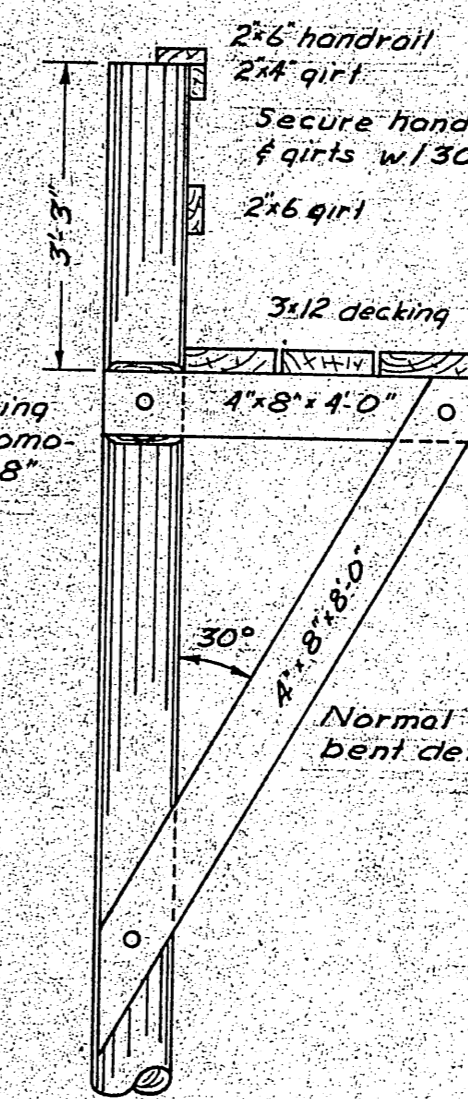 2"x6" handrail
2"x4" girt
Secure hand
& girts w/ 30
2"x6 girt
3'-3"
3x12 decking
4"x8"x4'-0"
8"
30°
4"x8"x8'-0"
Normal
bent de